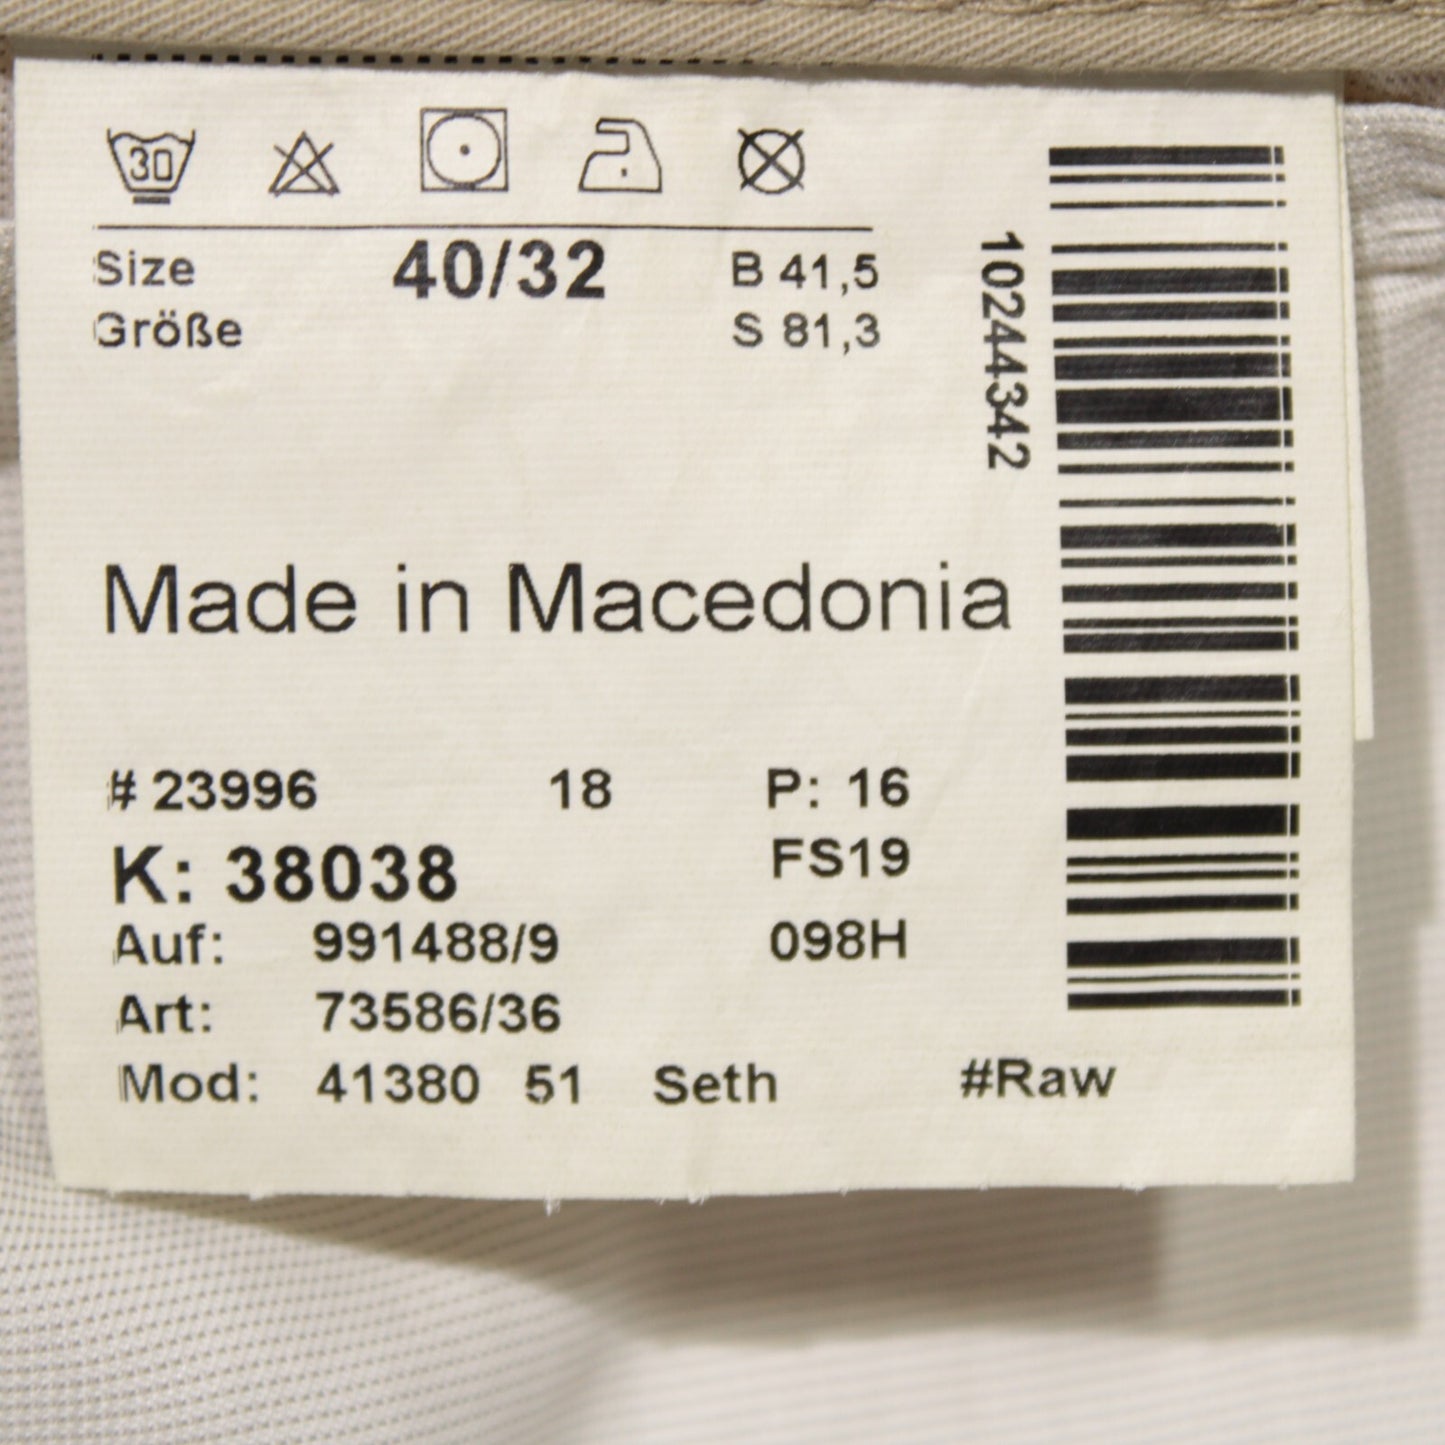 30
Size 40/32 B 41,5
Größe S 81,3
10244342
Made in Macedonia
# 23996 18 P: 16
K: 38038 FS19
Auf: 991488/9 098H
Art: 73586/36
Mod: 41380 51 Seth #Raw